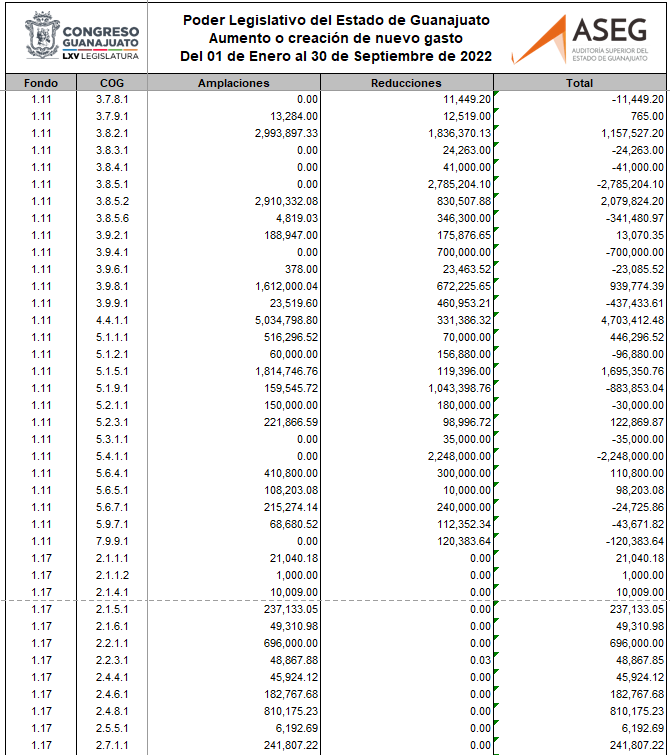 CONGRESO
GUANAJUATO
LXV LEGISLATURA
Poder Legislativo del Estado de Guanajuato
Aumento o creación de nuevo gasto
Del 01 de Enero al 30 de Septiembre de 2022
ASEG
AUDITORÍA SUPERIOR DEL
ESTADO DE GUANAJUATO
Fondo COG Amplaciones Reducciones Total
1.11 3.7.8.1 0.00 11,449.20 -11,449.20
1.11 3.7.9.1 13,284.00 12,519.00 765.00
1.11 3.8.2.1 2,993,897.33 1,836,370.13 1,157,527.20
1.11 3.8.3.1 0.00 24,263.00 -24,263.00
1.11 3.8.4.1 0.00 41,000.00 -41,000.00
1.11 3.8.5.1 0.00 2,785,204.10 -2,785,204.10
1.11 3.8.5.2 2,910,332.08 830,507.88 2,079,824.20
1.11 3.8.5.6 4,819.03 346,300.00 -341,480.97
1.11 3.9.2.1 188,947.00 175,876.65 13,070.35
1.11 3.9.4.1 0.00 700,000.00 -700,000.00
1.11 3.9.6.1 378.00 23,463.52 -23,085.52
1.11 3.9.8.1 1,612,000.04 672,225.65 939,774.39
1.11 3.9.9.1 23,519.60 460,953.21 -437,433.61
1.11 4.4.1.1 5,034,798.80 331,386.32 4,703,412.48
1.11 5.1.1.1 516,296.52 70,000.00 446,296.52
1.11 5.1.2.1 60,000.00 156,880.00 -96,880.00
1.11 5.1.5.1 1,814,746.76 119,396.00 1,695,350.76
1.11 5.1.9.1 159,545.72 1,043,398.76 -883,853.04
1.11 5.2.1.1 150,000.00 180,000.00 -30,000.00
1.11 5.2.3.1 221,866.59 98,996.72 122,869.87
1.11 5.3.1.1 0.00 35,000.00 -35,000.00
1.11 5.4.1.1 0.00 2,248,000.00 -2,248,000.00
1.11 5.6.4.1 410,800.00 300,000.00 110,800.00
1.11 5.6.5.1 108,203.08 10,000.00 98,203.08
1.11 5.6.7.1 215,274.14 240,000.00 -24,725.86
1.11 5.9.7.1 68,680.52 112,352.34 -43,671.82
1.11 7.9.9.1 0.00 120,383.64 -120,383.64
1.17 2.1.1.1 21,040.18 0.00 21,040.18
1.17 2.1.1.2 1,000.00 0.00 1,000.00
1.17 2.1.4.1 10,009.00 0.00 10,009.00
1.17 2.1.5.1 237,133.05 0.00 237,133.05
1.17 2.1.6.1 49,310.98 0.00 49,310.98
1.17 2.2.1.1 696,000.00 0.00 696,000.00
1.17 2.2.3.1 48,867.88 0.03 48,867.85
1.17 2.4.4.1 45,924.12 0.00 45,924.12
1.17 2.4.6.1 182,767.68 0.00 182,767.68
1.17 2.4.8.1 810,175.23 0.00 810,175.23
1.17 2.5.5.1 6,192.69 0.00 6,192.69
1.17 2.7.1.1 241,807.22 0.00 241,807.22